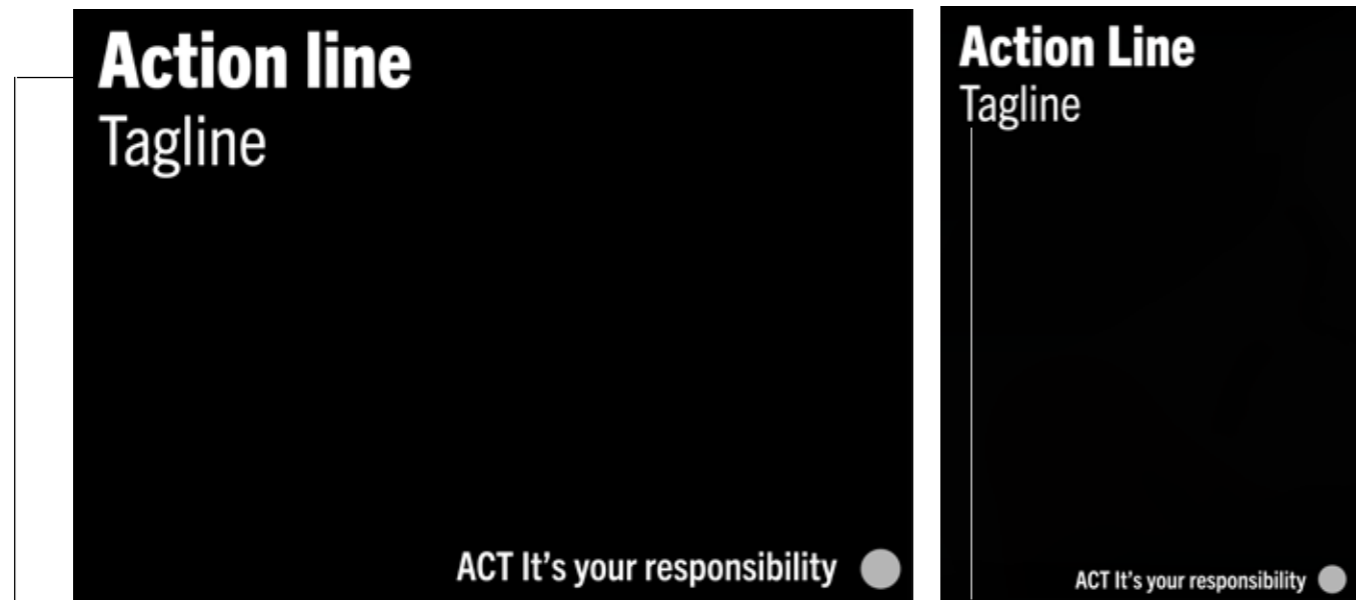 Action line
Tagline
ACT It’s your responsibility
Action Line
Tagline
ACT It’s your responsibility